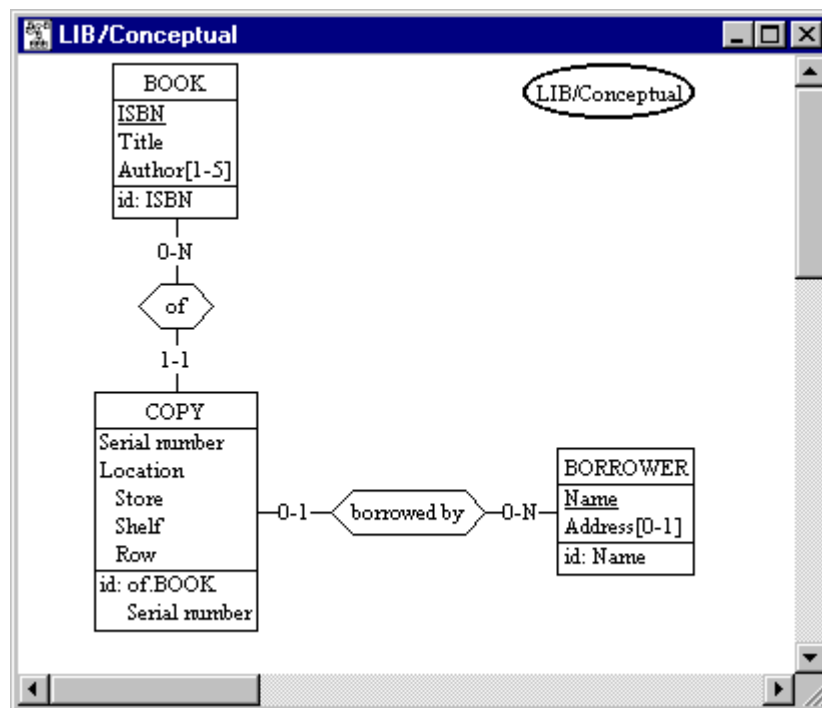 LIB/Conceptual
BOOK
ISBN
Title
Author[1-5]
id: ISBN
LIB/Conceptual
0-N
of
1-1
COPY
Serial number
Location
Store
Shelf
Row
id: of.BOOK
Serial number
0-1
borrowed by
0-N
BORROWER
Name
Address[0-1]
id: Name